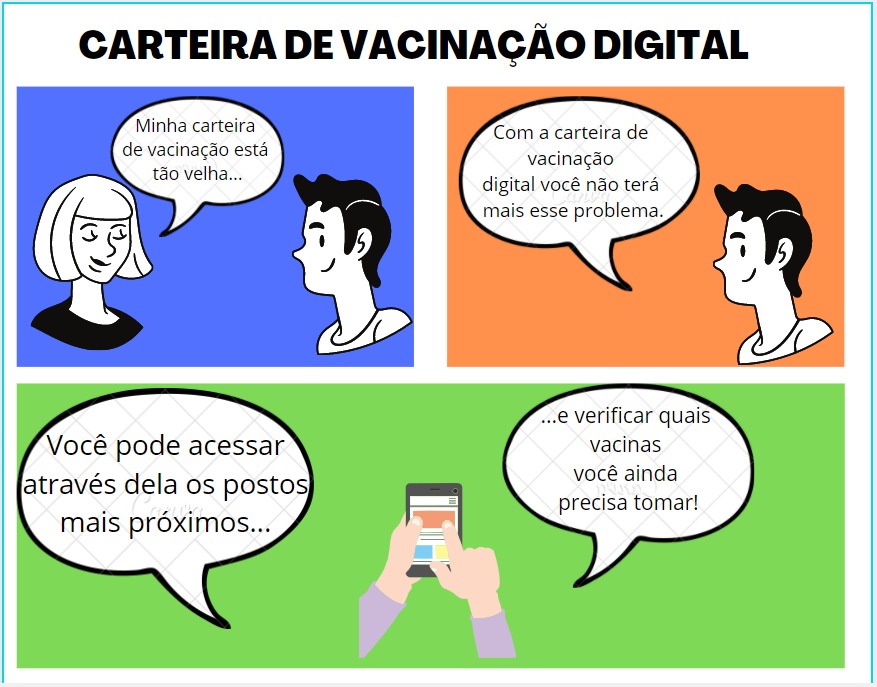 CARTEIRA DE VACINAÇÃO DIGITAL
Minha carteira
de vacinação está
tão velha...
Com a carteira de
vacinação
digital você não terá
mais esse problema.
Você pode acessar
através dela os postos
mais próximos...
...e verificar quais
vacinas
você ainda
precisa tomar!